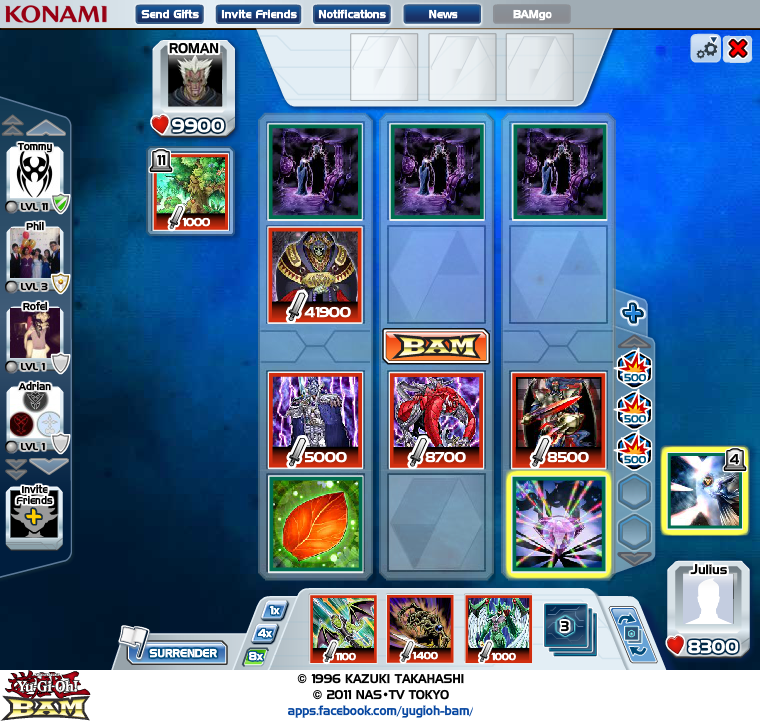 KONAMI
Send Gifts
Invite Friends
Notifications
News
BAMgo
ROMAN
9900
11
1000
Tommy
LVL 11
Phil
LVL 3
Rofel
LVL 1
Adrian
LVL 1
Invite
Friends
41900
BAM
5000
8700
8500
500
500
500
4
Julius
8300
1x
4x
8x
1100
1400
1000
3
SURRENDER
Yu-Gi-Oh!
BAM
© 1996 KAZUKI TAKAHASHI
© 2011 NAS•TV TOKYO
apps.facebook.com/yugioh-bam/